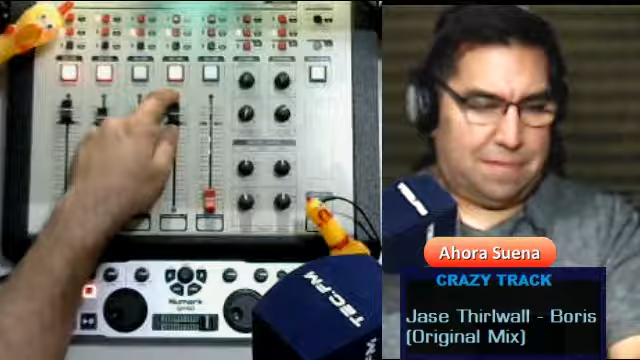 Ahora Suena
CRAZY TRACK
Jase Thirlwall - Boris
(Original Mix)
Numark
TEC.FM